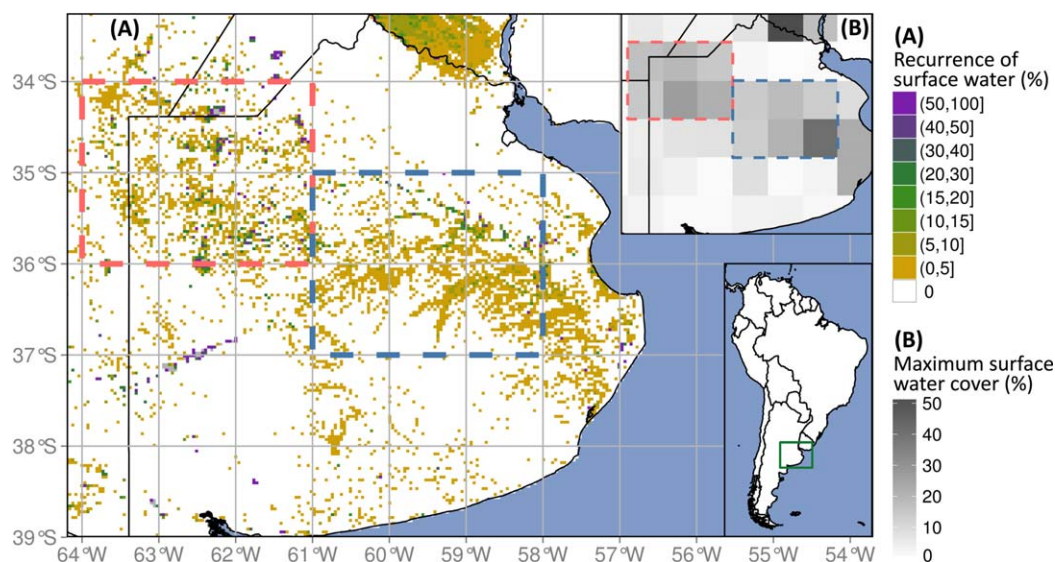 (A)
(B)
(A)
Recurrence of
surface water (%)
(50,100]
(40,50]
(30,40]
(20,30]
(15,20]
(10,15]
(5,10]
(0,5]
0
34°S
35°S
36°S
37°S
38°S
39°S
(B)
Maximum surface
water cover (%)
50
40
30
20
10
0
64°W 63°W 62°W 61°W 60°W 59°W 58°W 57°W 56°W 55°W 54°W